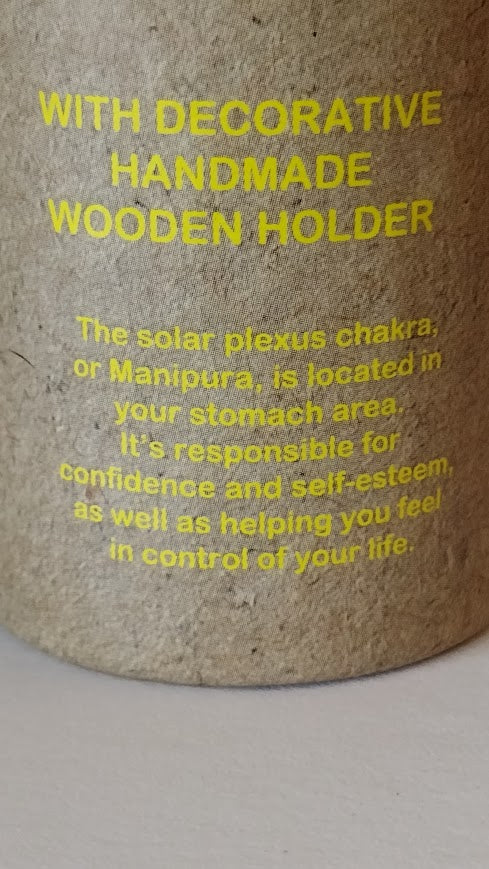 WITH DECORATIVE
HANDMADE
WOODEN HOLDER
The solar plexus chakra,
or Manipura, is located in
your stomach area.
It's responsible for
confidence and self-esteem,
as well as helping you feel
in control of your life.